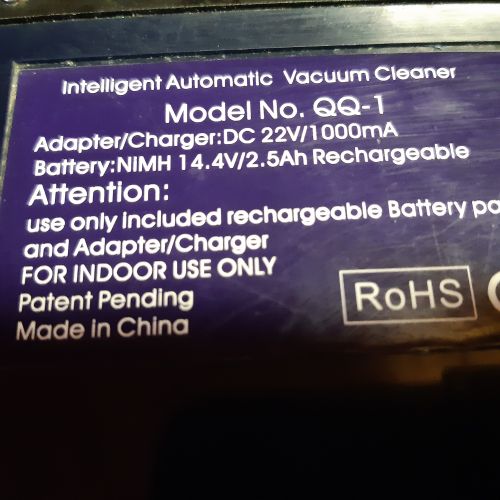 Intelligent Automatic Vacuum Cleaner
Model No. QQ-1
Adapter/Charger:DC 22V/1000mA
Battery:NIMH 14.4V/2.5Ah Rechargeable
Attention:
use only included rechargeable Battery pa
and Adapter/Charger
FOR INDOOR USE ONLY
Patent Pending
Made in China
RoHS